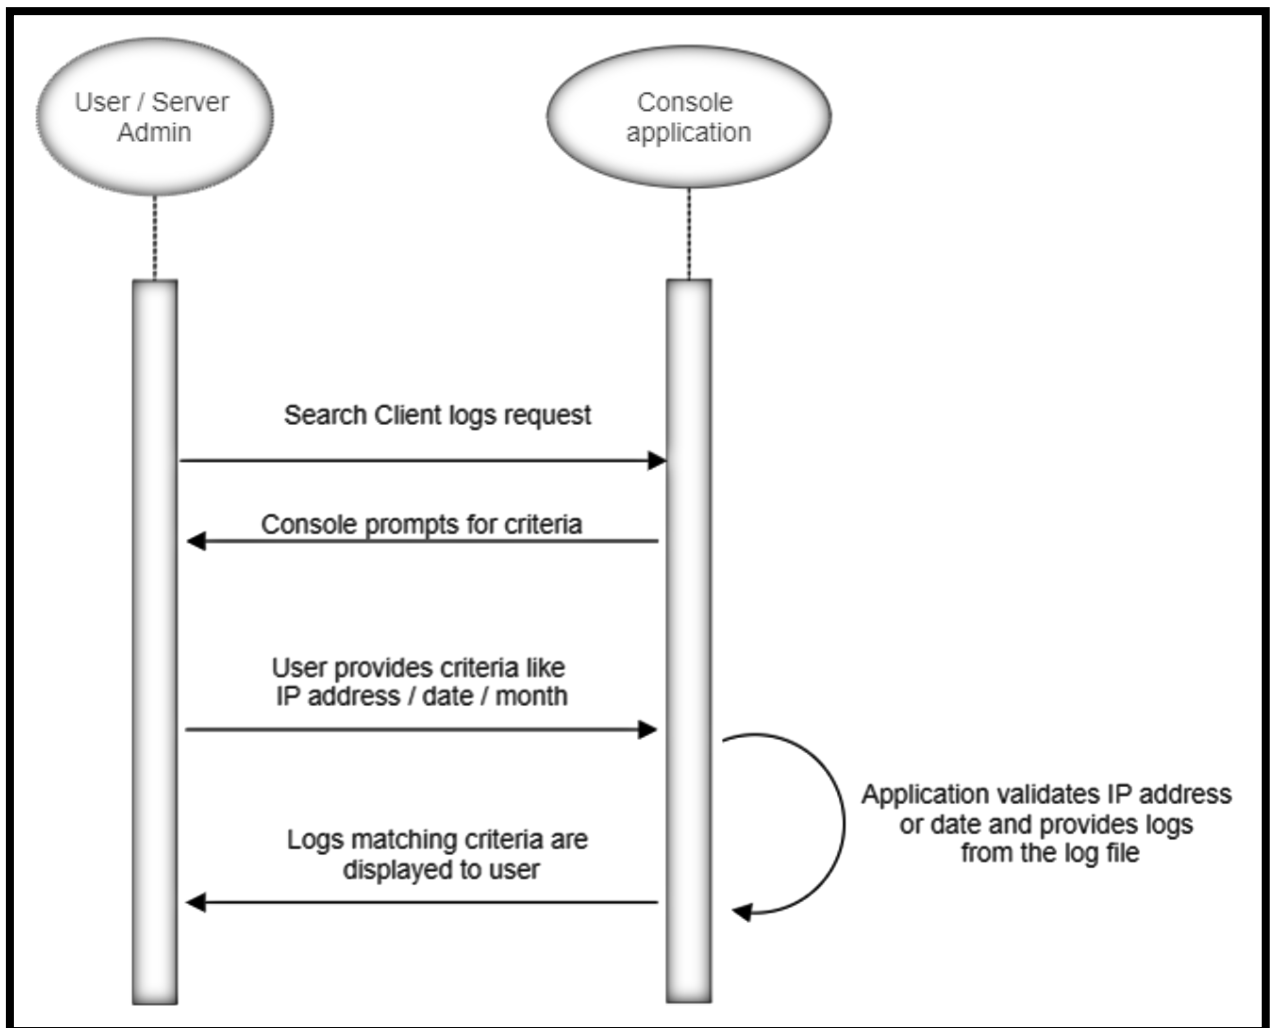 User / Server
Admin
Console
application
Search Client logs request
Console prompts for criteria
User provides criteria like
IP address / date / month
Application validates IP address
or date and provides logs
from the log file
Logs matching criteria are
displayed to user